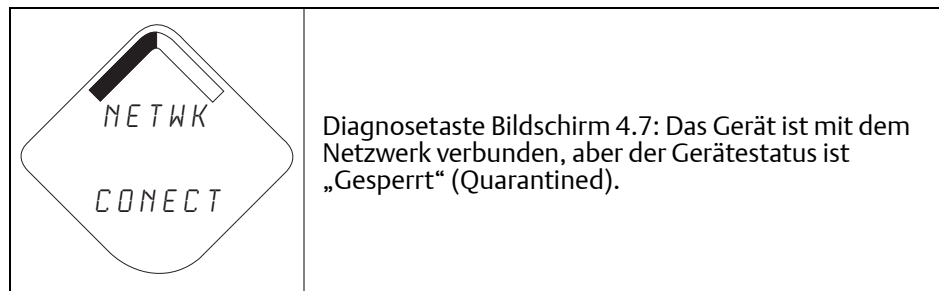 NETWK
CONECT
Diagnosetaste Bildschirm 4.7: Das Gerät ist mit dem
Netzwerk verbunden, aber der Gerätestatus ist
„Gesperrt“ (Quarantined).